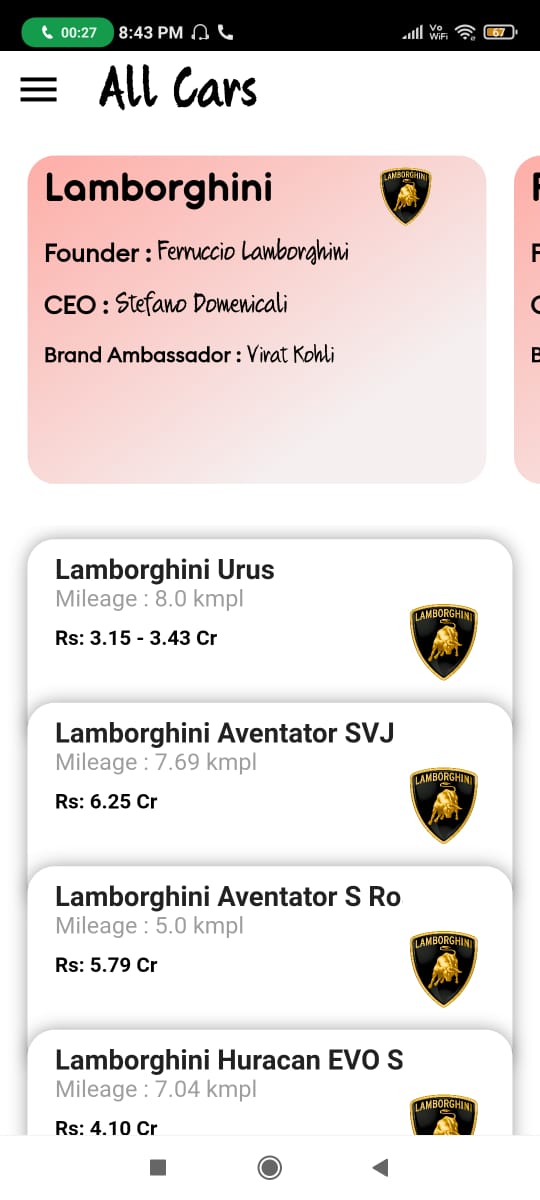 00:27 8:43 PM Vo WiFi 67
All Cars
Lamborghini
LAMBORGHINI
Founder : Ferruccio Lamborghini
CEO : Stefano Domenicali
Brand Ambassador : Virat Kohli
Lamborghini Urus
Mileage : 8.0 kmpl
Rs: 3.15 - 3.43 Cr
LAMBORGHINI
Lamborghini Aventator SVJ
Mileage : 7.69 kmpl
Rs: 6.25 Cr
LAMBORGHINI
Lamborghini Aventator S Ro
Mileage : 5.0 kmpl
Rs: 5.79 Cr
LAMBORGHINI
Lamborghini Huracan EVO S
Mileage : 7.04 kmpl
Rs: 4.10 Cr
LAMBORGHINI